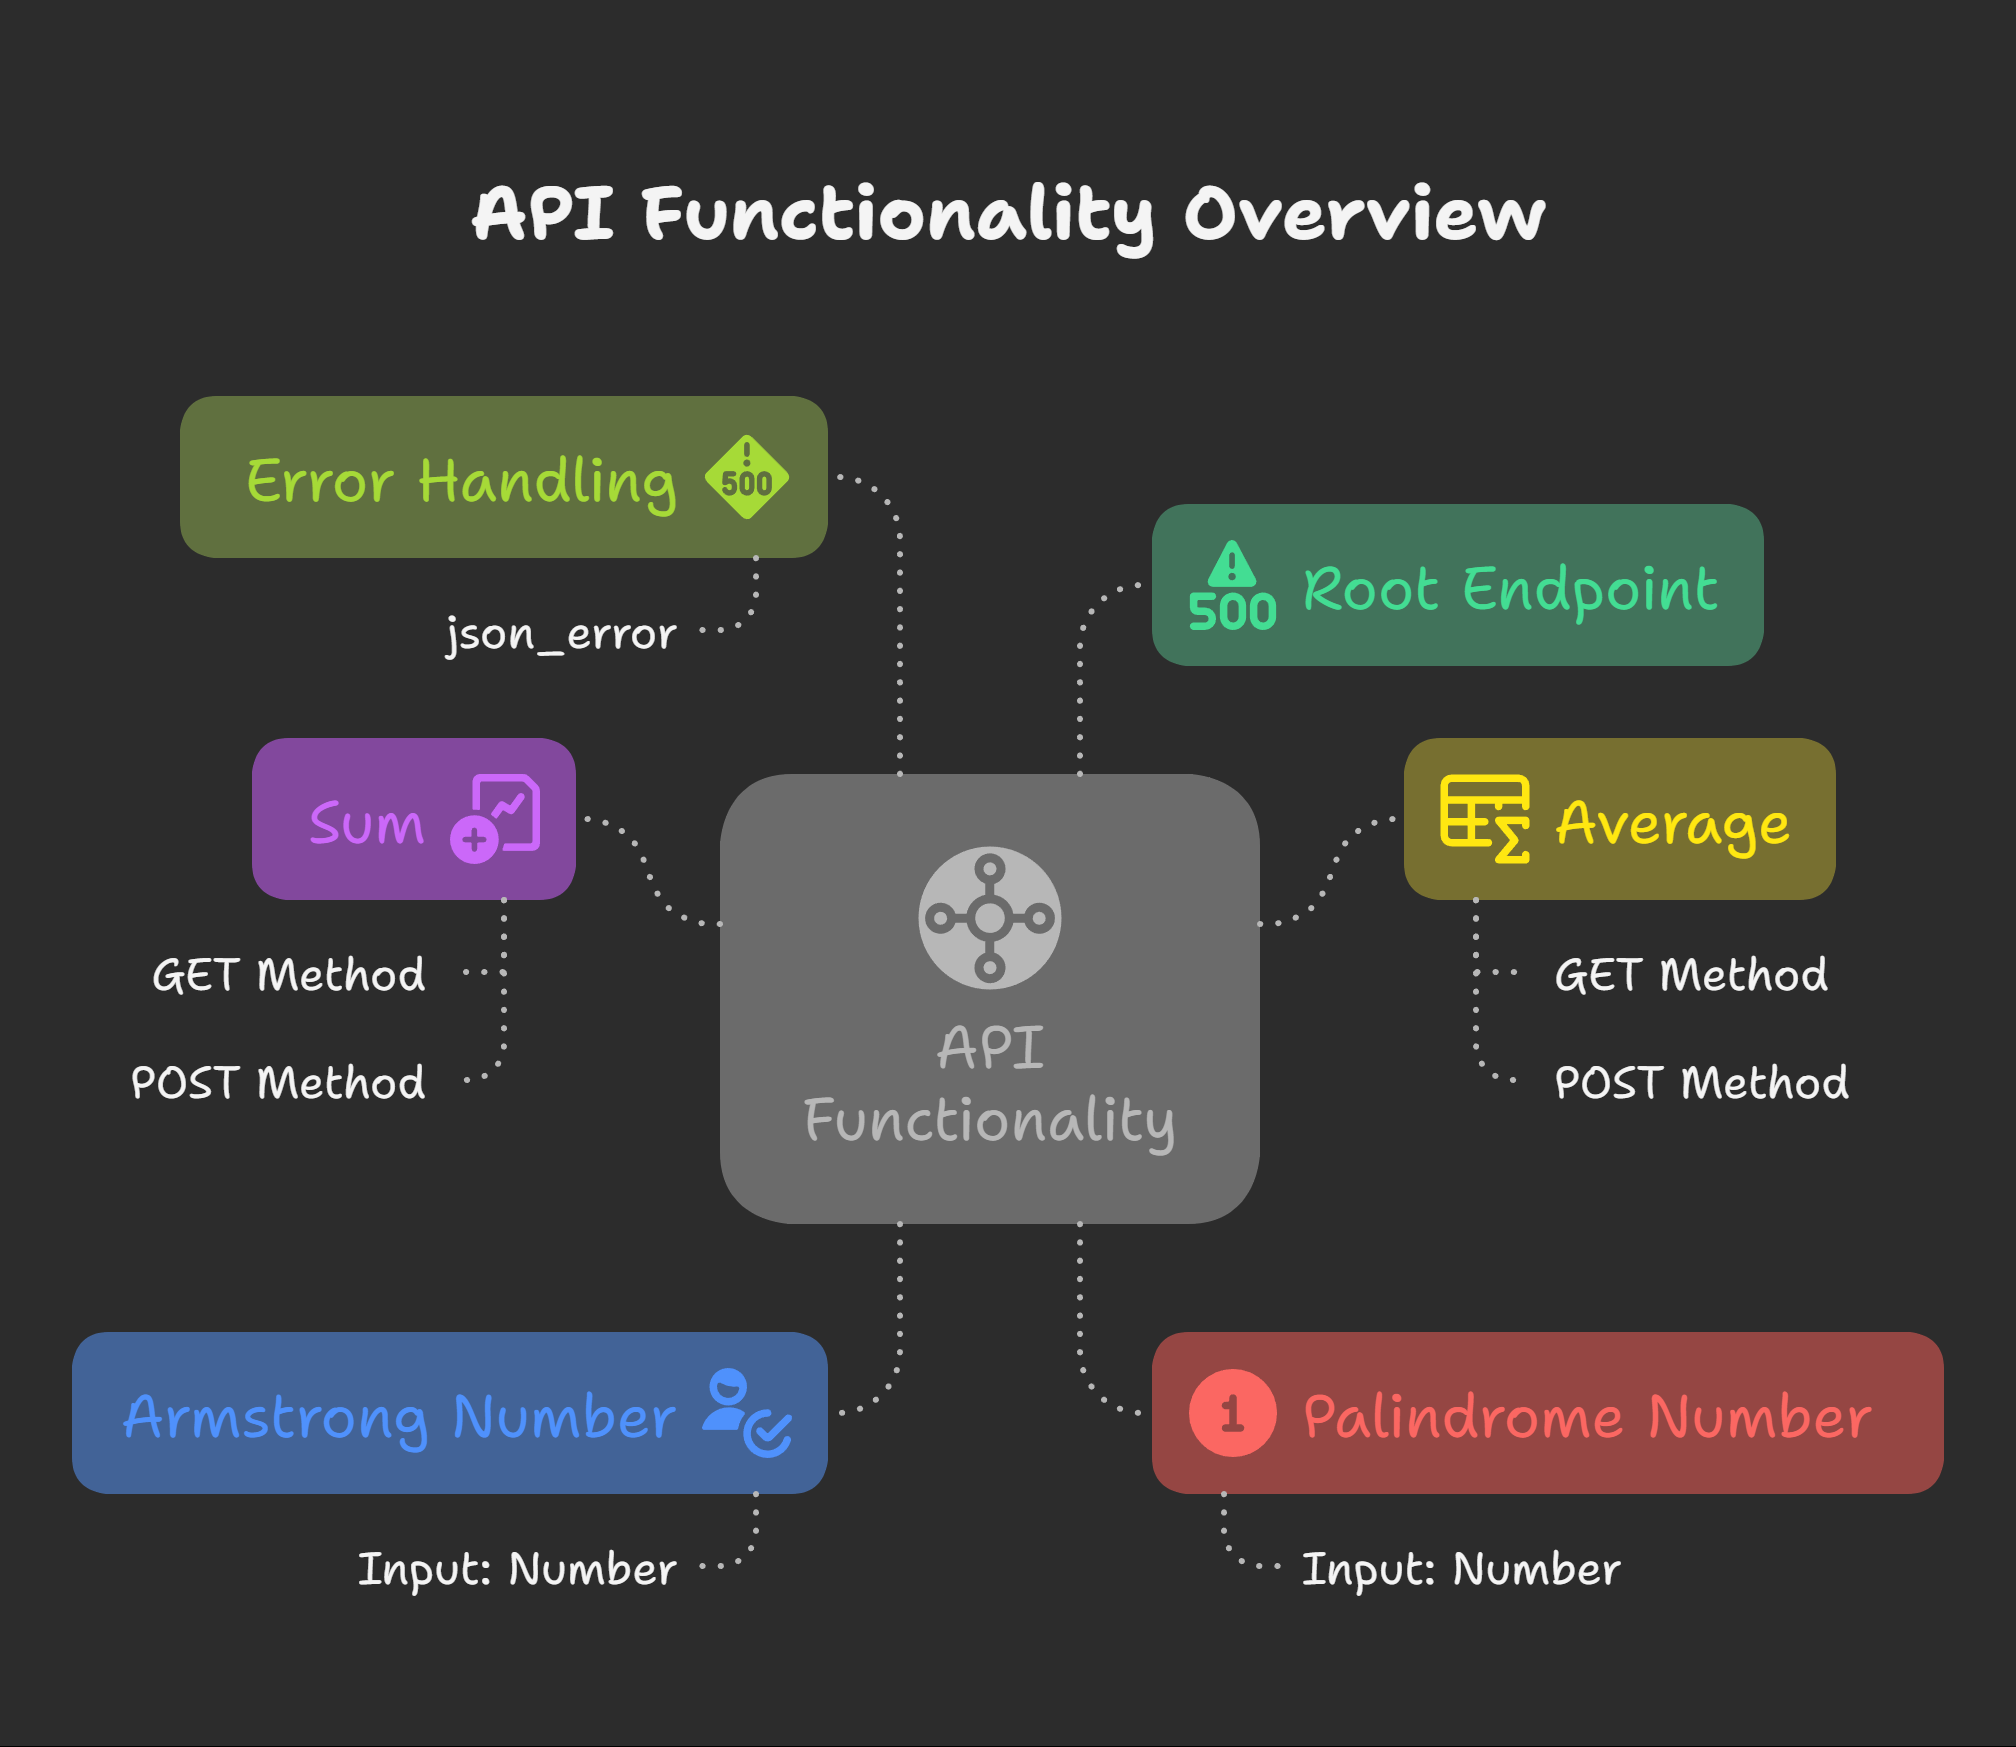 API Functionality Overview
Error Handling
500
json_error
500
Root Endpoint
Sum
GET Method
POST Method
Average
GET Method
POST Method
API
Functionality
Armstrong Number
Input: Number
1
Palindrome Number
Input: Number